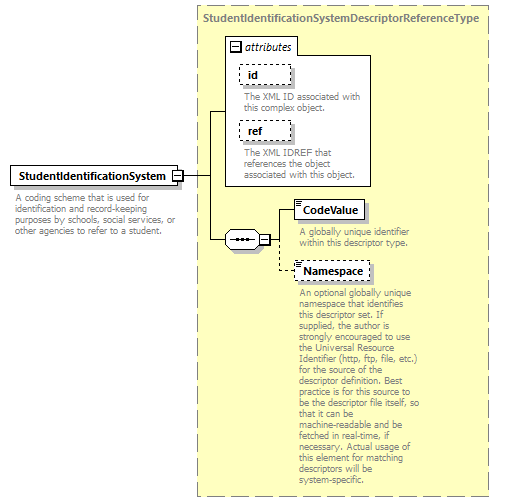 StudentIdentificationSystemDescriptorReferenceType
attributes
id
The XML ID associated with
this complex object.
ref
The XML IDREF that
references the object
associated with this object.
StudentIdentificationSystem
A coding scheme that is used for
identification and record-keeping
purposes by schools, social services, or
other agencies to refer to a student.
CodeValue
A globally unique identifier
within this descriptor type.
Namespace
An optional globally unique
namespace that identifies
this descriptor set. If
supplied, the author is
strongly encouraged to use
the Universal Resource
Identifier (http, ftp, file, etc.)
for the source of the
descriptor definition. Best
practice is for this source to
be the descriptor file itself, so
that it can be
machine-readable and be
fetched in real-time, if
necessary. Actual usage of
this element for matching
descriptors will be
system-specific.